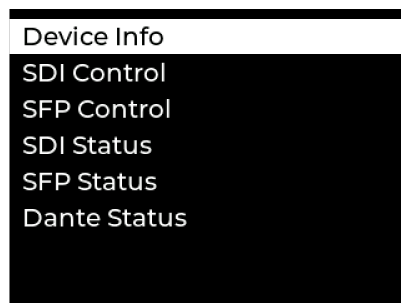 Device Info
SDI Control
SFP Control
SDI Status
SFP Status
Dante Status